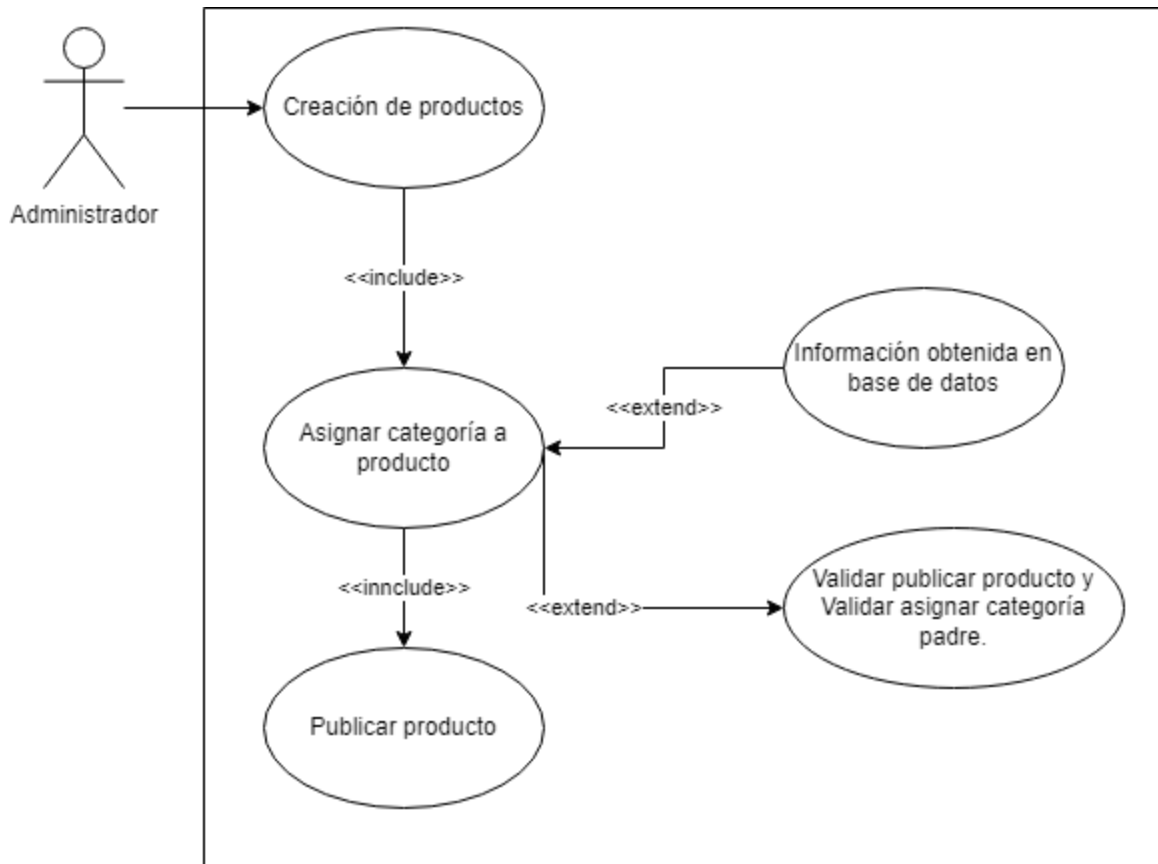 Creación de productos
Administrador
<<include>>
Información obtenida en
base de datos
<<extend>>
Asignar categoría a
producto
<<innclude>>
<<extend>>
Validar publicar producto y
Validar asignar categoría
padre.
Publicar producto